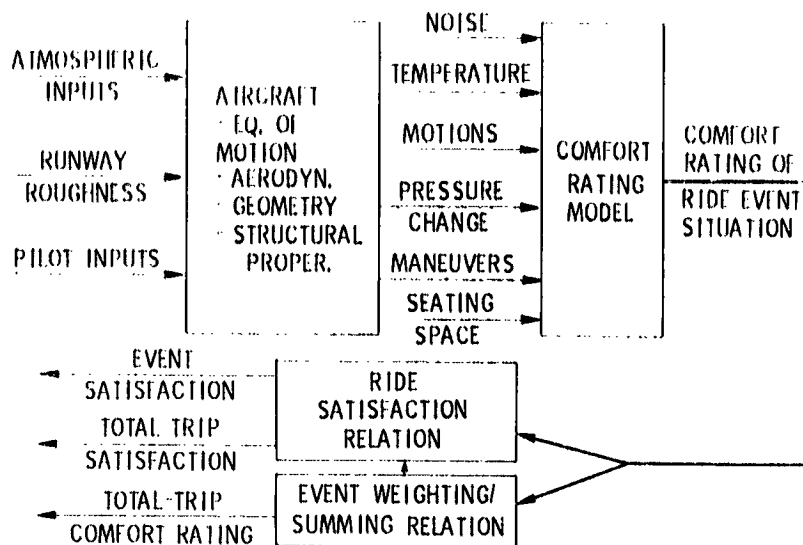 ATMOSPHERIC
INPUTS
RUNWAY
ROUGHNESS
PILOT INPUTS
AIRCRAFT
· EQ. OF
MOTION
· AERODYN.
· GEOMETRY
· STRUCTURAL
PROPER.
NOISE
TEMPERATURE
MOTIONS
PRESSURE
CHANGE
MANEUVERS
SEATING
SPACE
COMFORT
RATING
MODEL
COMFORT
RATING OF
RIDE EVENT
SITUATION
EVENT
SATISFACTION
TOTAL TRIP
SATISFACTION
TOTAL-TRIP
COMFORT RATING
RIDE
SATISFACTION
RELATION
EVENT WEIGHTING/
SUMMING RELATION